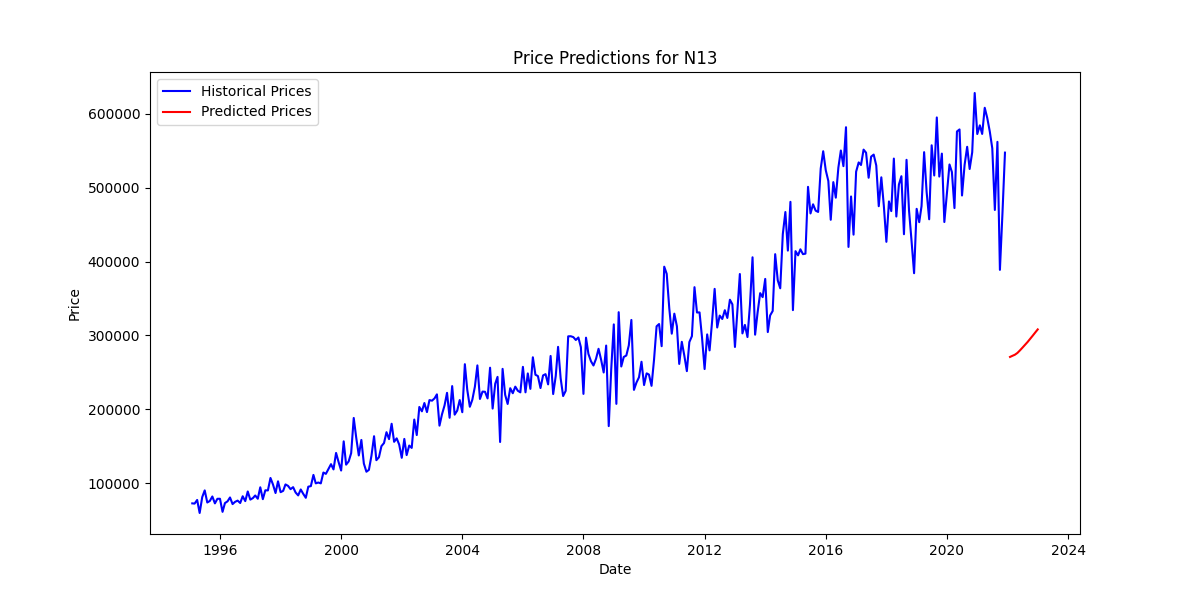 Price Predictions for N13
Historical Prices
Predicted Prices
600000
500000
400000
300000
200000
100000
Price
1996 2000 2004 2008 2012 2016 2020 2024
Date